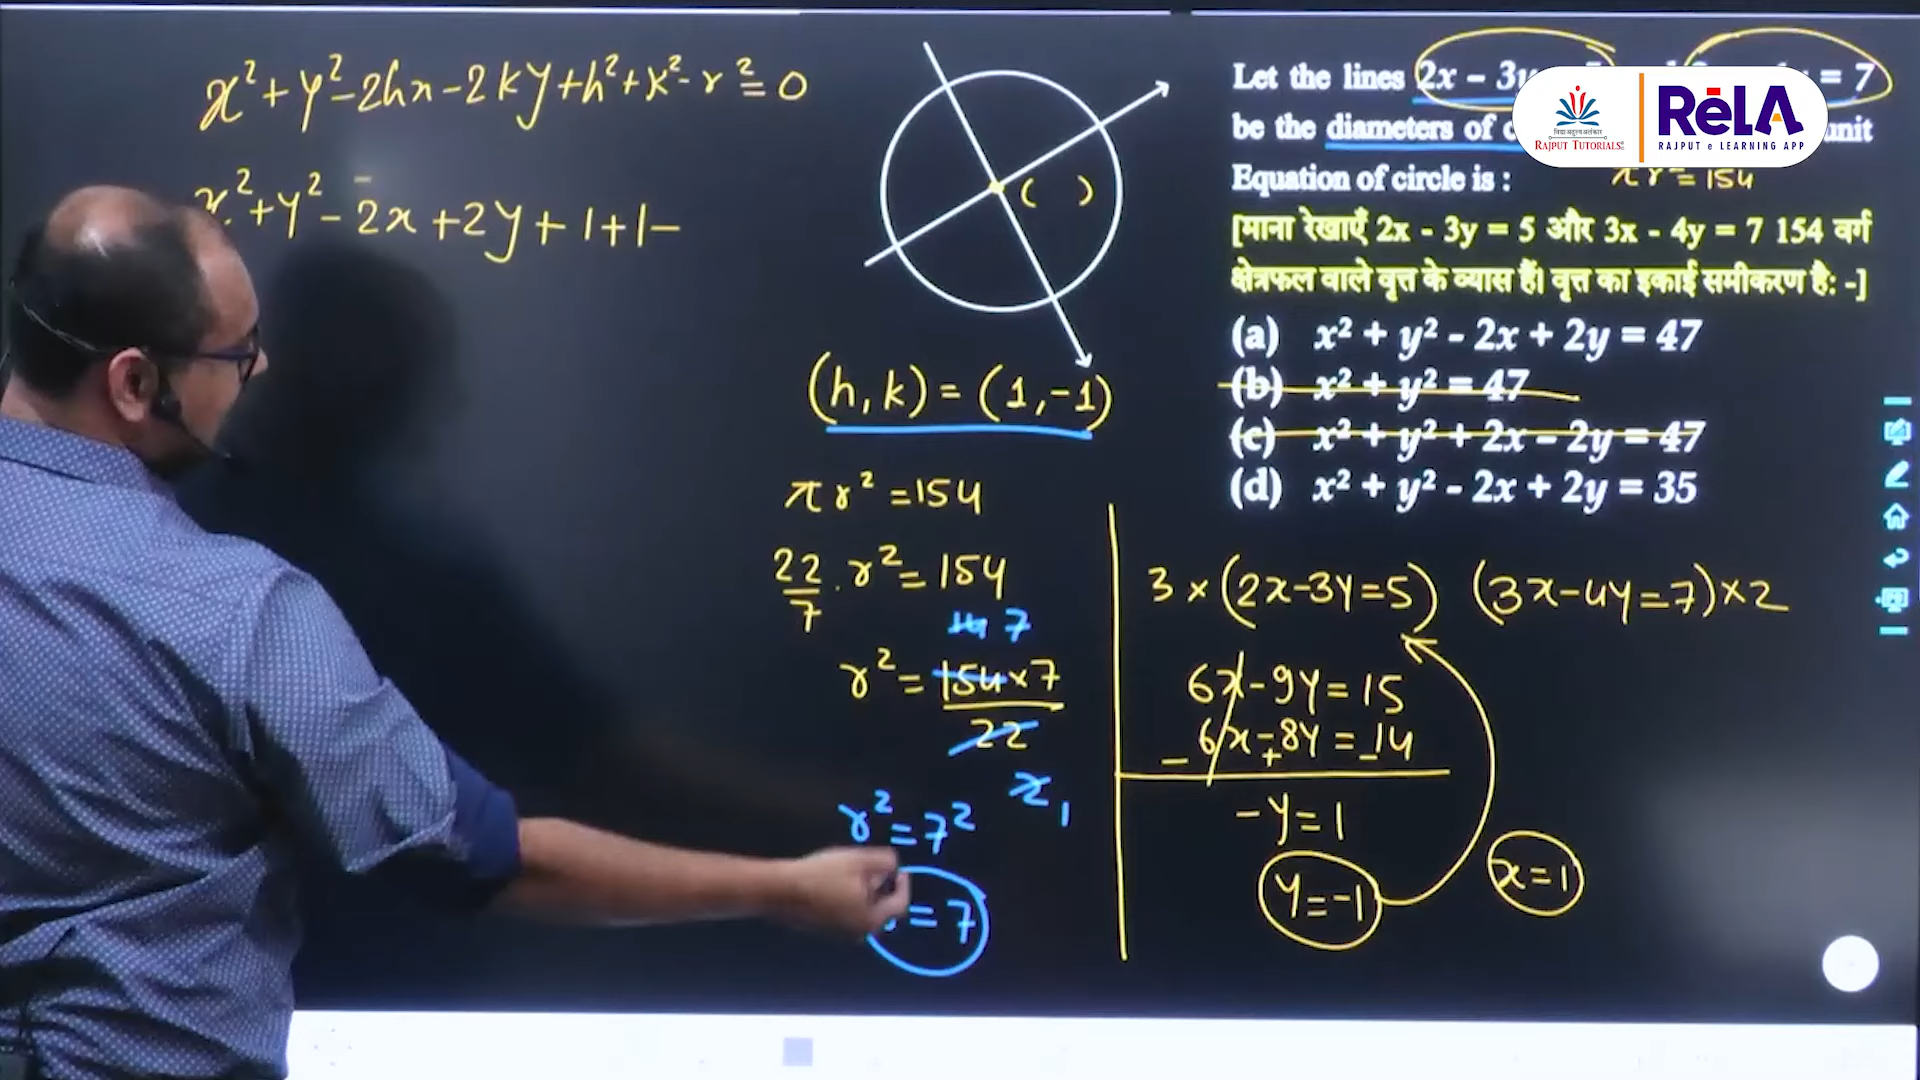 x² + y² - 2hx - 2ky + h² + k² - r² = 0
x² + y² - 2x + 2y + 1 + 1 -
( )
(h, k) = (1, -1)
πr² = 154
22/7 . r² = 154
14 7
r² = 154×7
22
2 1
r² = 7²
= 7
Let the lines 2x - 3y = 7
be the diameters of unit
Equation of circle is :
πr² = 154
[माना रेखाएँ 2x - 3y = 5 और 3x - 4y = 7 154 वर्ग
क्षेत्रफल वाले वृत्त के व्यास हैं। वृत्त का इकाई समीकरण है: -]
(a) x² + y² - 2x + 2y = 47
(b) x² + y² = 47
(c) x² + y² + 2x - 2y = 47
(d) x² + y² - 2x + 2y = 35
3 × (2x-3y=5) (3x-4y=7)×2
6x - 9y = 15
6x - 8y = 14
- + -
-y = 1
y = -1
x = 1
RAJPUT TUTORIALS
RELA
RAJPUT e LEARNING APP